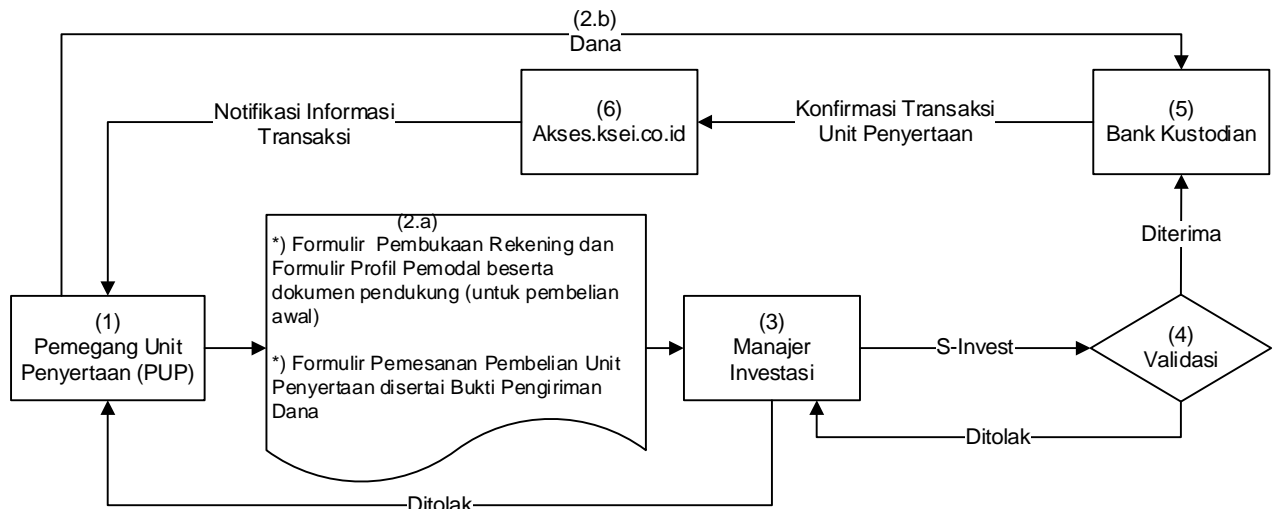 (2.b)
Dana
Notifikasi Informasi
Transaksi
(6)
Akses.ksei.co.id
Konfirmasi Transaksi
Unit Penyertaan
(5)
Bank Kustodian
Diterima
(1)
Pemegang Unit
Penyertaan (PUP)
(2.a)
*) Formulir Pembukaan Rekening dan
Formulir Profil Pemodal beserta
dokumen pendukung (untuk pembelian
awal)
*) Formulir Pemesanan Pembelian Unit
Penyertaan disertai Bukti Pengiriman
Dana
(3)
Manajer
Investasi
S-Invest
(4)
Validasi
Ditolak
Ditolak